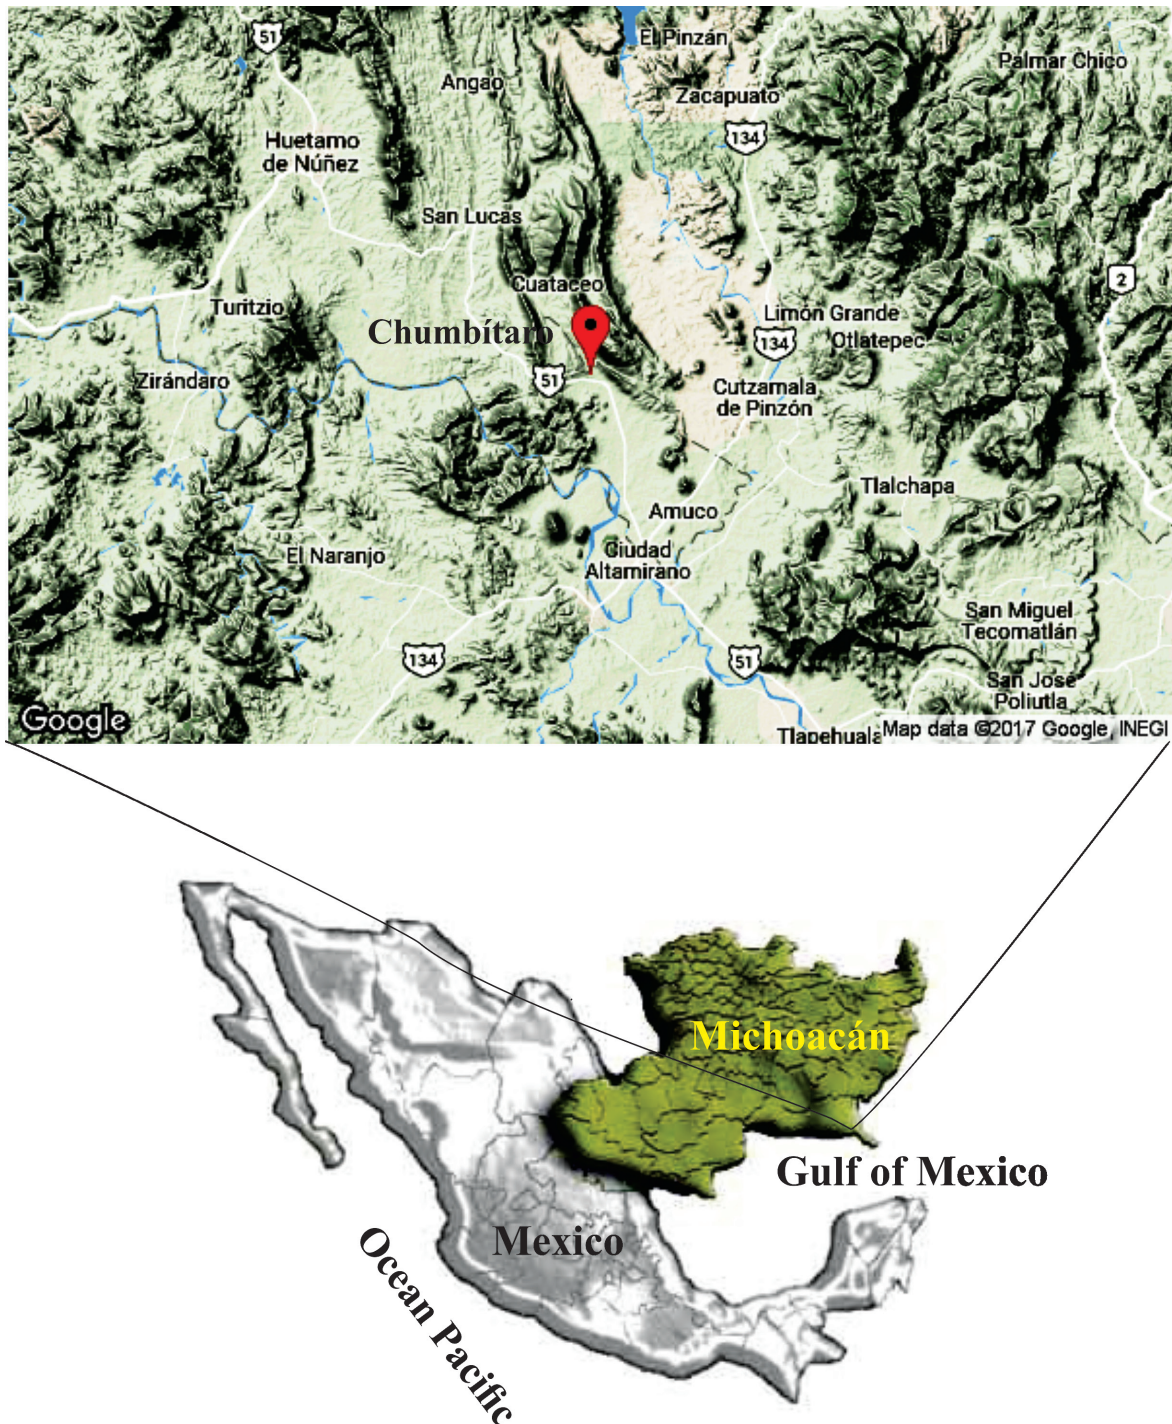 51
El Pinzán
Palmar Chico
Angao
Zacapuato
134
Huetamo
de Núñez
San Lucas
2
Cuataceo
Turitzio
Limón Grande
Chumbítaro
134
Otlatepec
Zirándaro
51
Cutzamala
de Pinzón
Tlalchapa
Amuco
El Naranjo
Ciudad
Altamirano
San Miguel
Tecomatlán
134
51
San José
Poliutla
Google
Tlapehuala
Map data ©2017 Google, INEGI
Michoacán
Gulf of Mexico
Mexico
Ocean Pacific